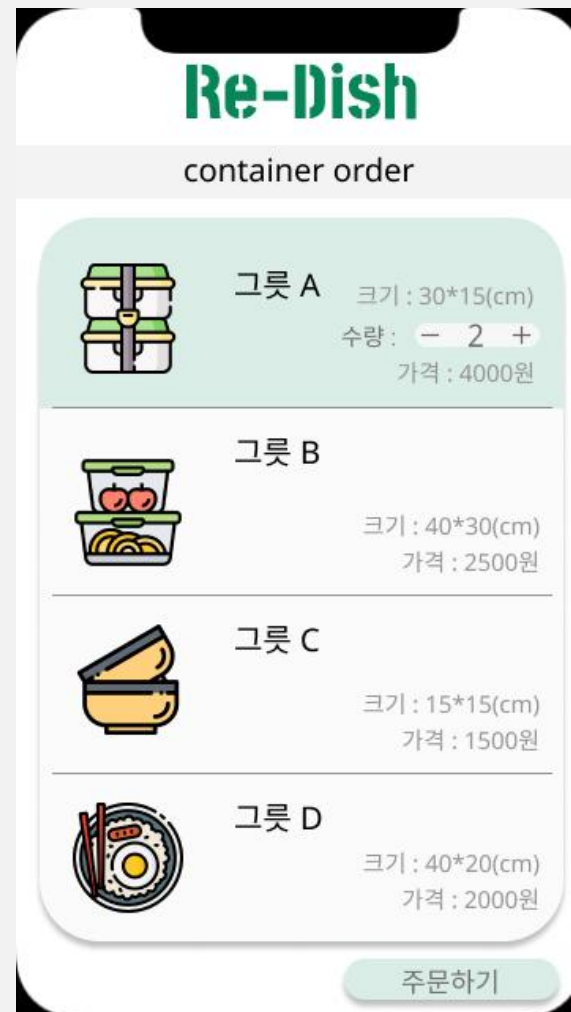 Re-Dish
container order
그릇 A
크기 : 30*15(cm)
수량 : − 2 +
가격 : 4000원
그릇 B
크기 : 40*30(cm)
가격 : 2500원
그릇 C
크기 : 15*15(cm)
가격 : 1500원
그릇 D
크기 : 40*20(cm)
가격 : 2000원
주문하기